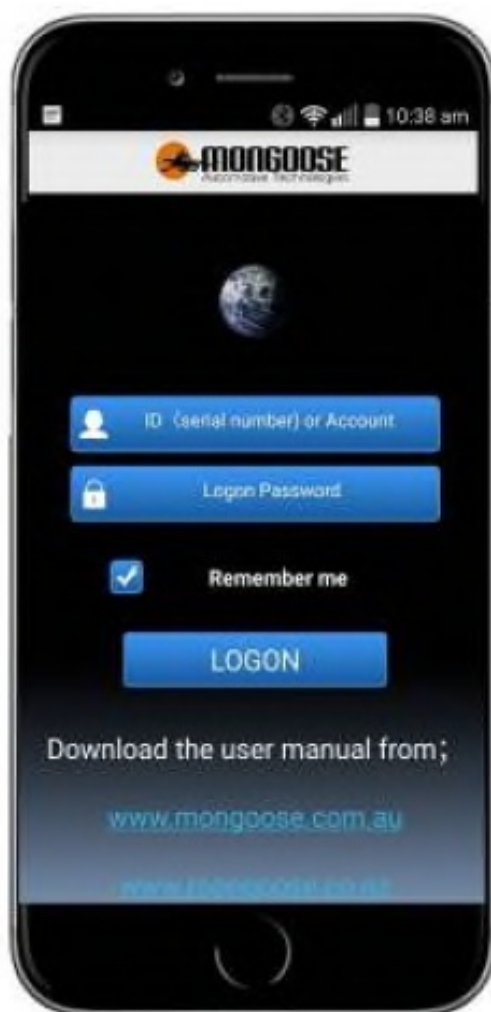 10:38 am
MONGOOSE
Automotive Technologies
ID (serial number) or Account
Logon Password
Remember me
LOGON
Download the user manual from;
www.mongoose.com.au